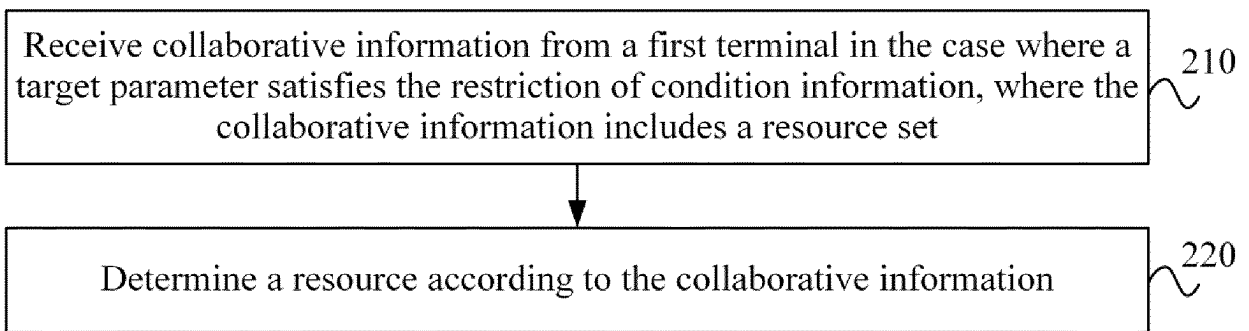 Receive collaborative information from a first terminal in the case where a
target parameter satisfies the restriction of condition information, where the
collaborative information includes a resource set
210
Determine a resource according to the collaborative information
220